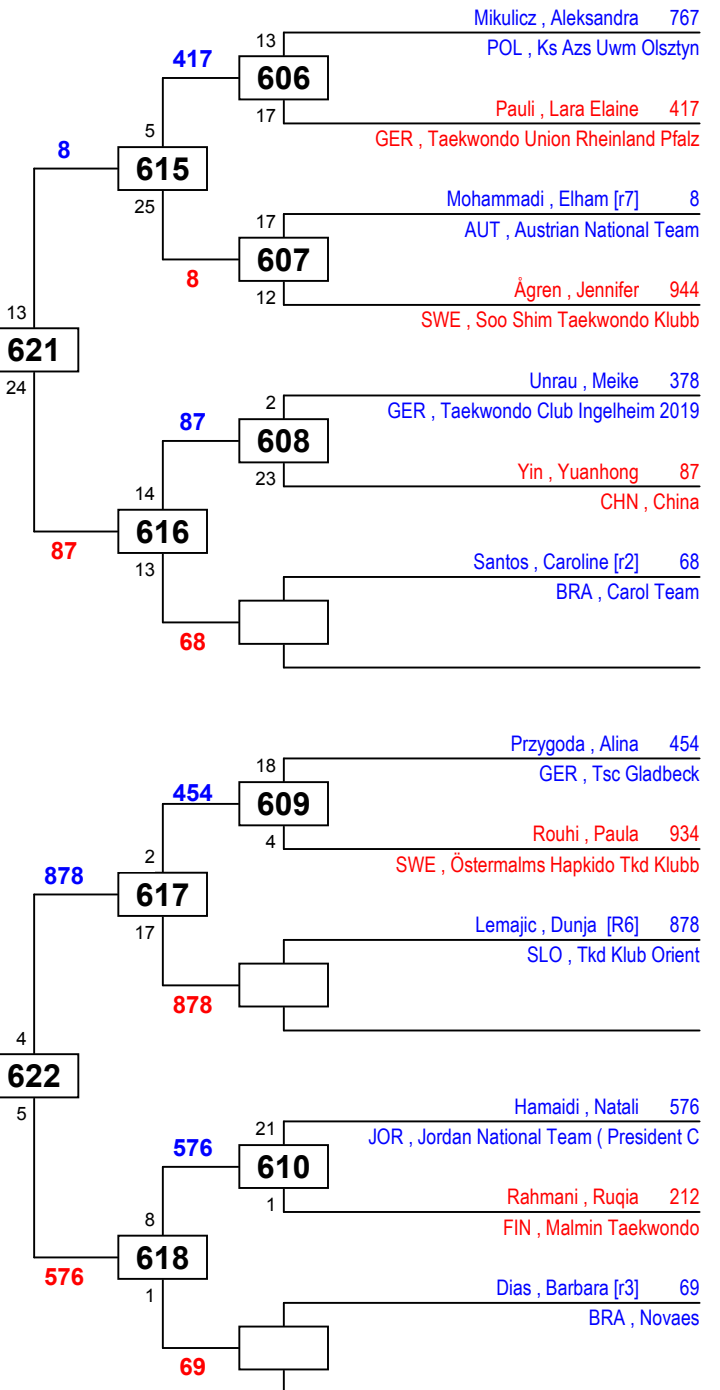 Mikulicz , Aleksandra 767
13
POL , Ks Azs Uwm Olsztyn
417
606
Pauli , Lara Elaine 417
17
GER , Taekwondo Union Rheinland Pfalz
5
8
615
Mohammadi , Elham [r7] 8
25
17
AUT , Austrian National Team
607
8
Ågren , Jennifer 944
12
SWE , Soo Shim Taekwondo Klubb
13
621
24
Unrau , Meike 378
2
GER , Taekwondo Club Ingelheim 2019
87
608
Yin , Yuanhong 87
23
CHN , China
14
616
87
13
Santos , Caroline [r2] 68
BRA , Carol Team
68
Przygoda , Alina 454
18
GER , Tsc Gladbeck
454
609
Rouhi , Paula 934
4
SWE , Östermalms Hapkido Tkd Klubb
2
878
617
17
Lemajic , Dunja [R6] 878
SLO , Tkd Klub Orient
878
4
622
5
Hamaidi , Natali 576
21
JOR , Jordan National Team ( President C
576
610
Rahmani , Ruqia 212
1
FIN , Malmin Taekwondo
8
618
576
1
Dias , Barbara [r3] 69
BRA , Novaes
69